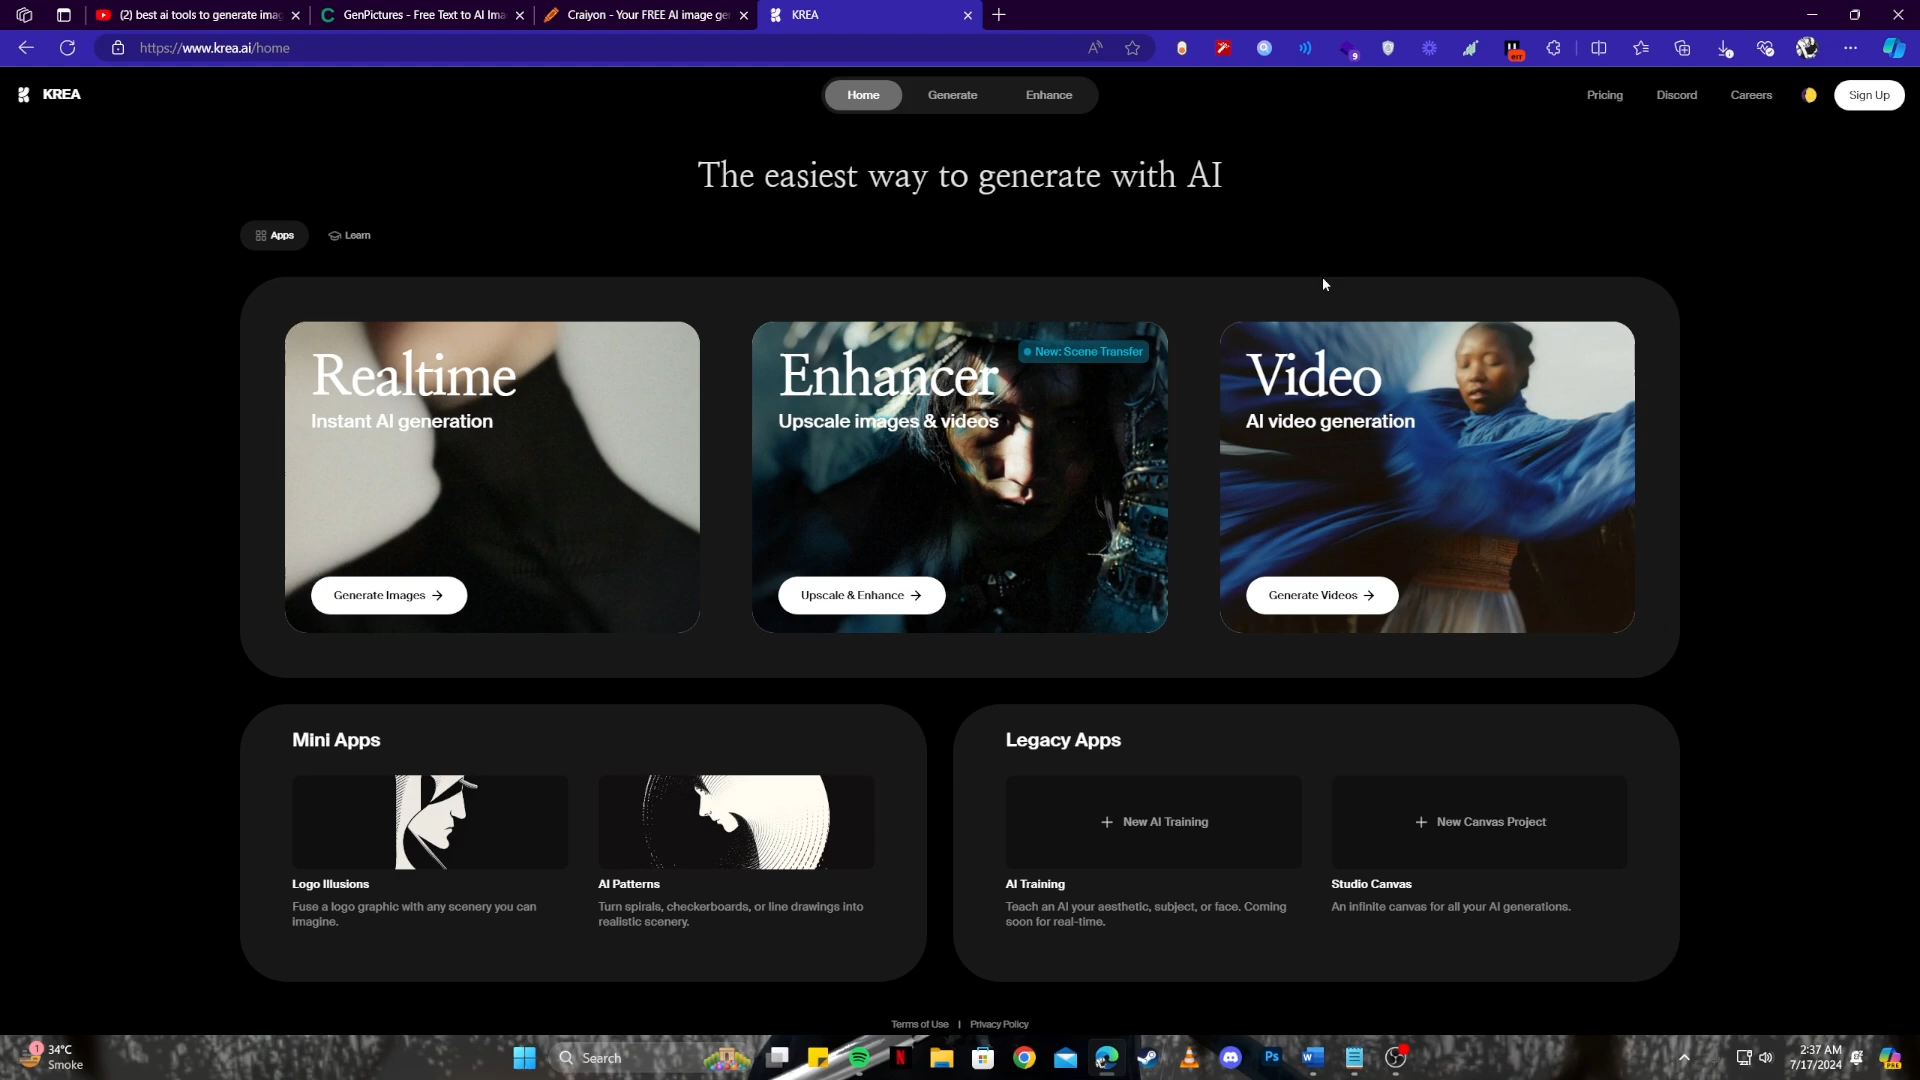 (2) best ai tools to generate imag
GenPictures - Free Text to AI Ima
Craiyon - Your FREE AI image ge
KREA
https://www.krea.ai/home
9
err
KREA
Home
Generate
Enhance
Pricing
Discord
Careers
Sign Up
The easiest way to generate with AI
Apps
Learn
Realtime
Instant AI generation
Generate Images →
New: Scene Transfer
Enhancer
Upscale images & videos
Upscale & Enhance →
Video
AI video generation
Generate Videos →
Mini Apps
Logo Illusions
Fuse a logo graphic with any scenery you can
imagine.
AI Patterns
Turn spirals, checkerboards, or line drawings into
realistic scenery.
Legacy Apps
+ New AI Training
AI Training
Teach an AI your aesthetic, subject, or face. Coming
soon for real-time.
+ New Canvas Project
Studio Canvas
An infinite canvas for all your AI generations.
Terms of Use | Privacy Policy
1
34°C
Smoke
Search
N
Ps
W
2:37 AM
7/17/2024
PRE